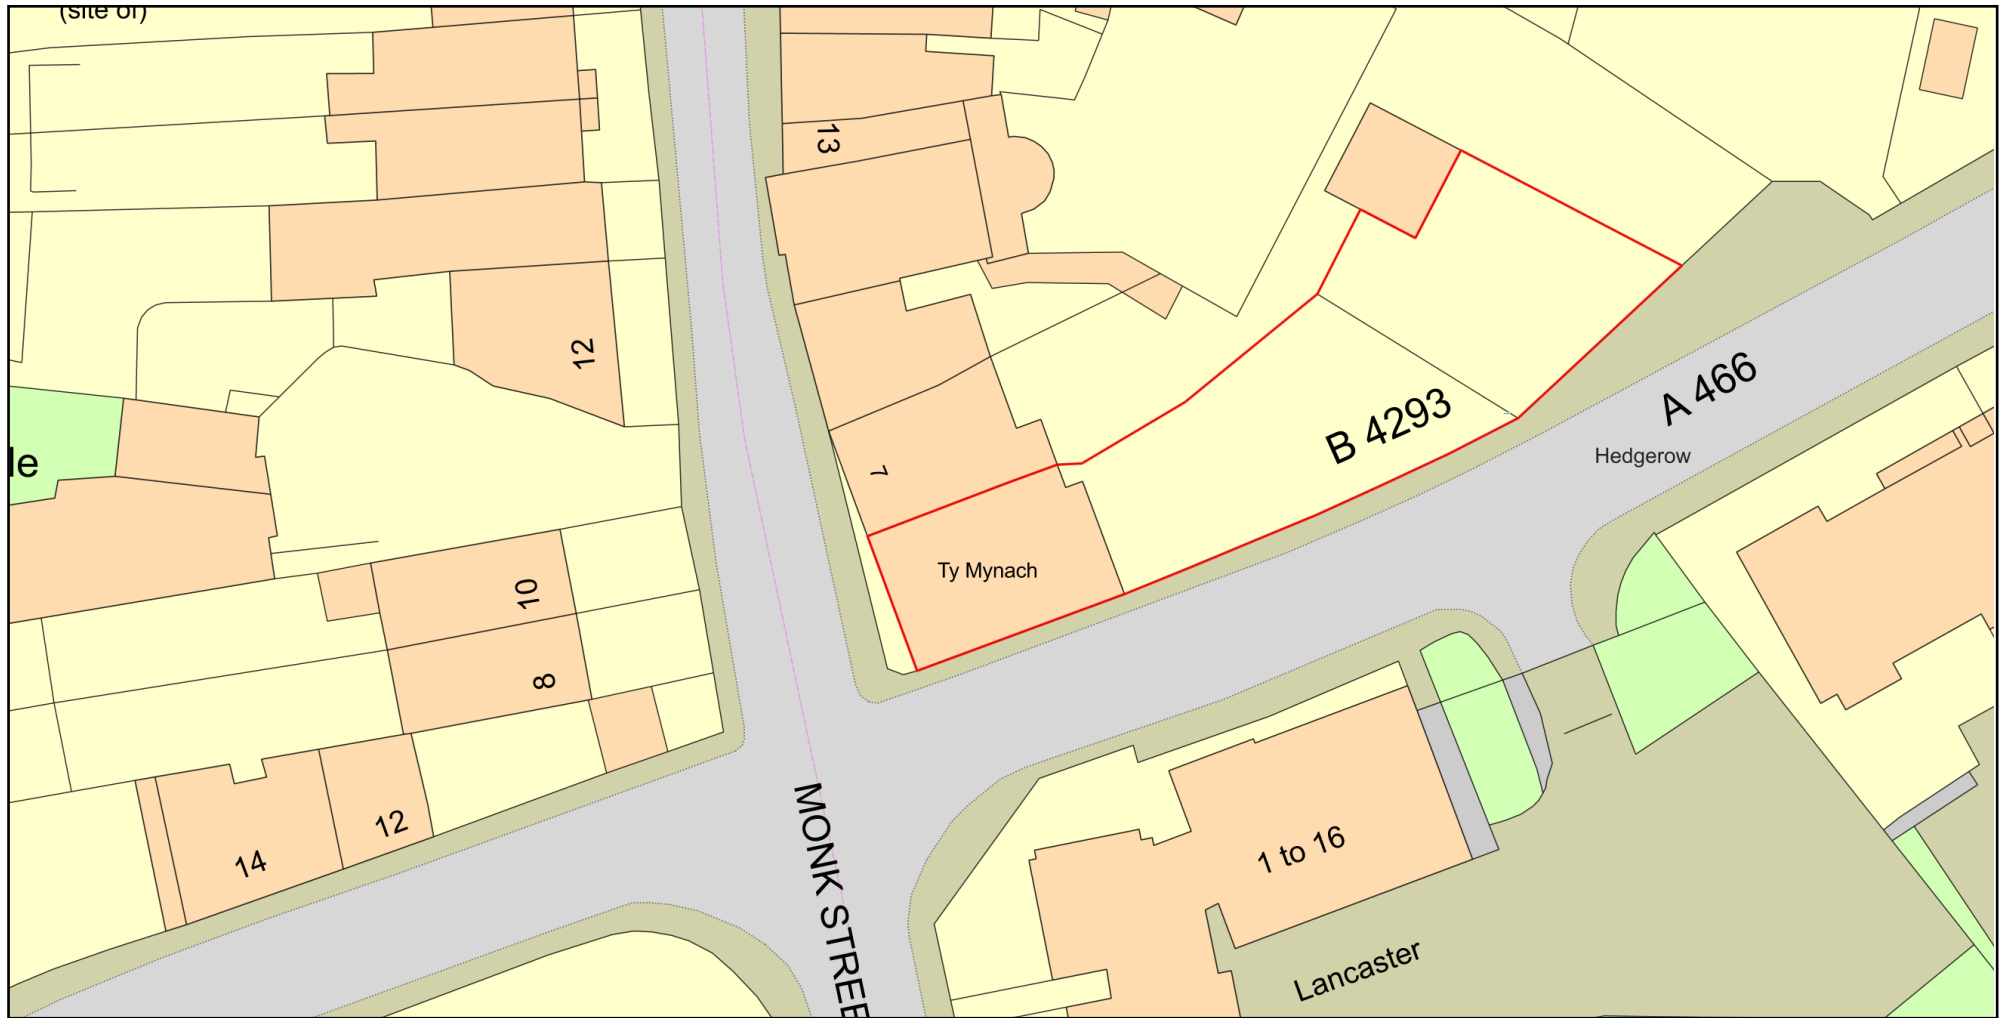 (site of)
13
12
le
7
B 4293
A 466
Hedgerow
Ty Mynach
10
8
12
14
MONK STREE
1 to 16
Lancaster